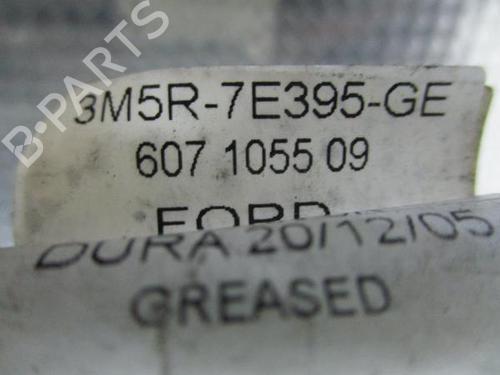 B-PARTS
3M5R-7E395-GE
607 1055 09
FORD
DURA 20/12/05
GREASED